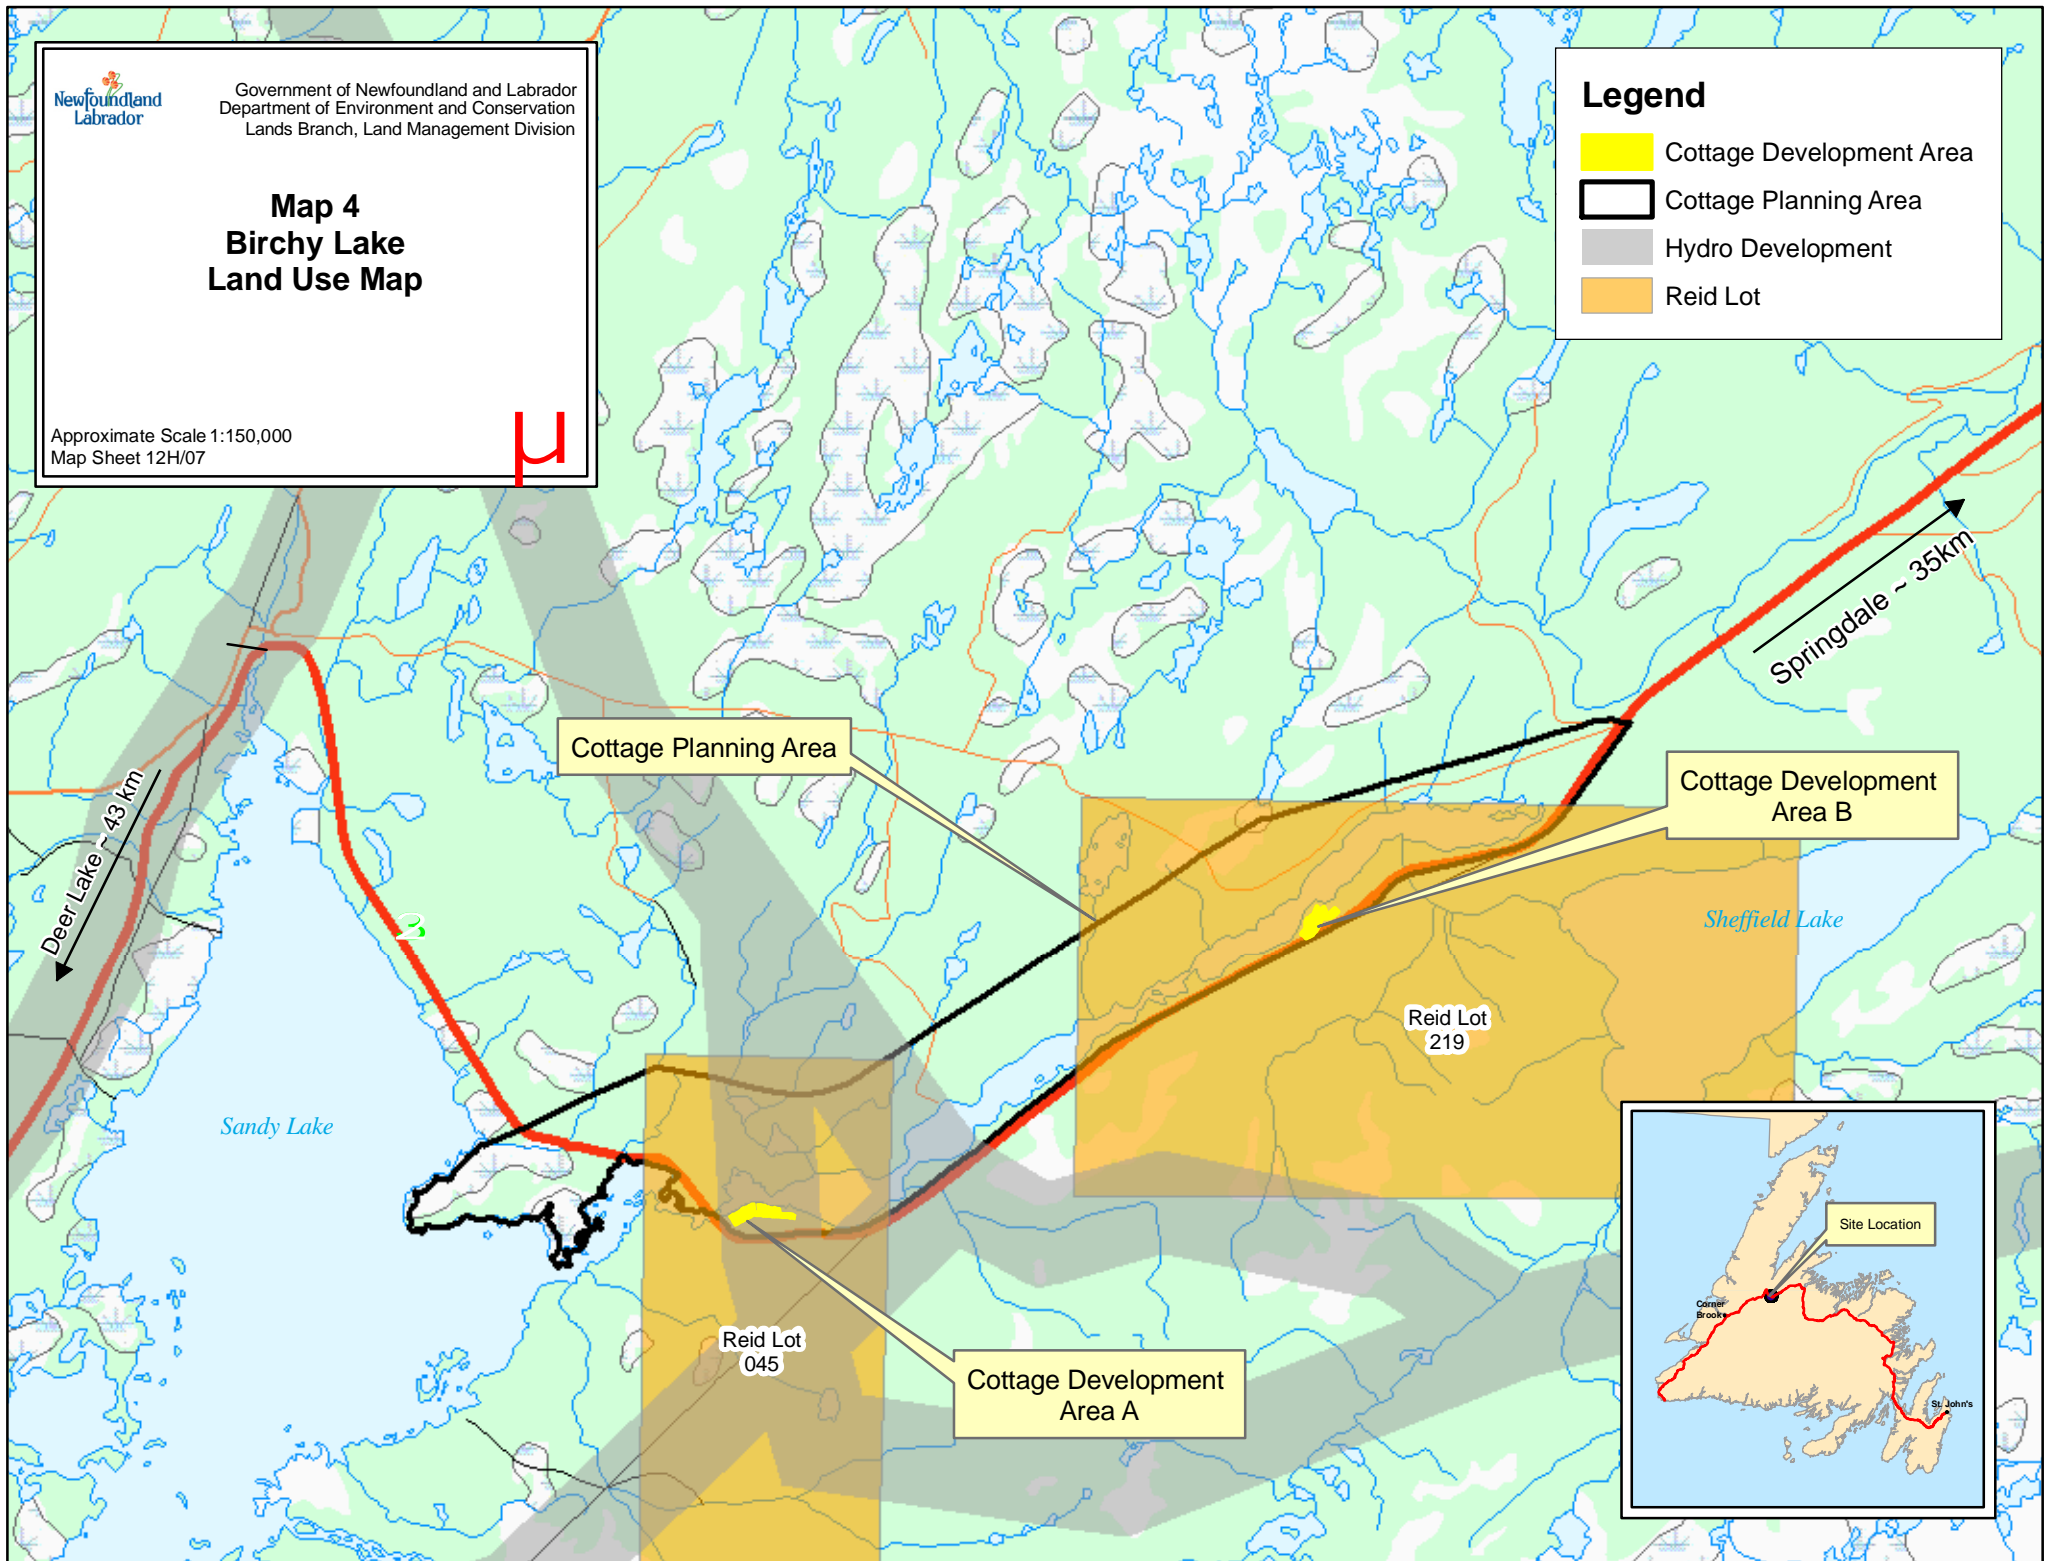 Newfoundland
Labrador
Government of Newfoundland and Labrador
Department of Environment and Conservation
Lands Branch, Land Management Division
Map 4
Birchy Lake
Land Use Map
Approximate Scale 1:150,000
Map Sheet 12H/07
µ
Legend
Cottage Development Area
Cottage Planning Area
Hydro Development
Reid Lot
Springdale ~ 35km
Cottage Planning Area
Cottage Development
Area B
Deer Lake ~ 43 km
2
Sheffield Lake
Reid Lot
219
Sandy Lake
Site Location
Corner
Brook
St. John's
Reid Lot
045
Cottage Development
Area A